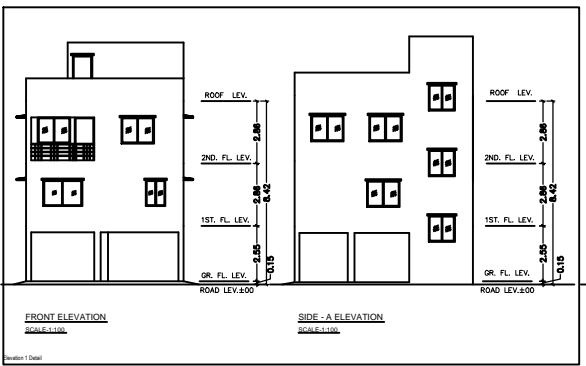 ROOF LEV.
2.86
2ND. FL. LEV.
2.86
8.42
1ST. FL. LEV.
2.55
0.15
GR. FL. LEV.
ROAD LEV.±00
FRONT ELEVATION
SCALE-1:100
ROOF LEV.
2.86
2ND. FL. LEV.
2.86
8.42
1ST. FL. LEV.
2.55
0.15
GR. FL. LEV.
ROAD LEV.±00
SIDE - A ELEVATION
SCALE-1:100
Elevation 1 Detail